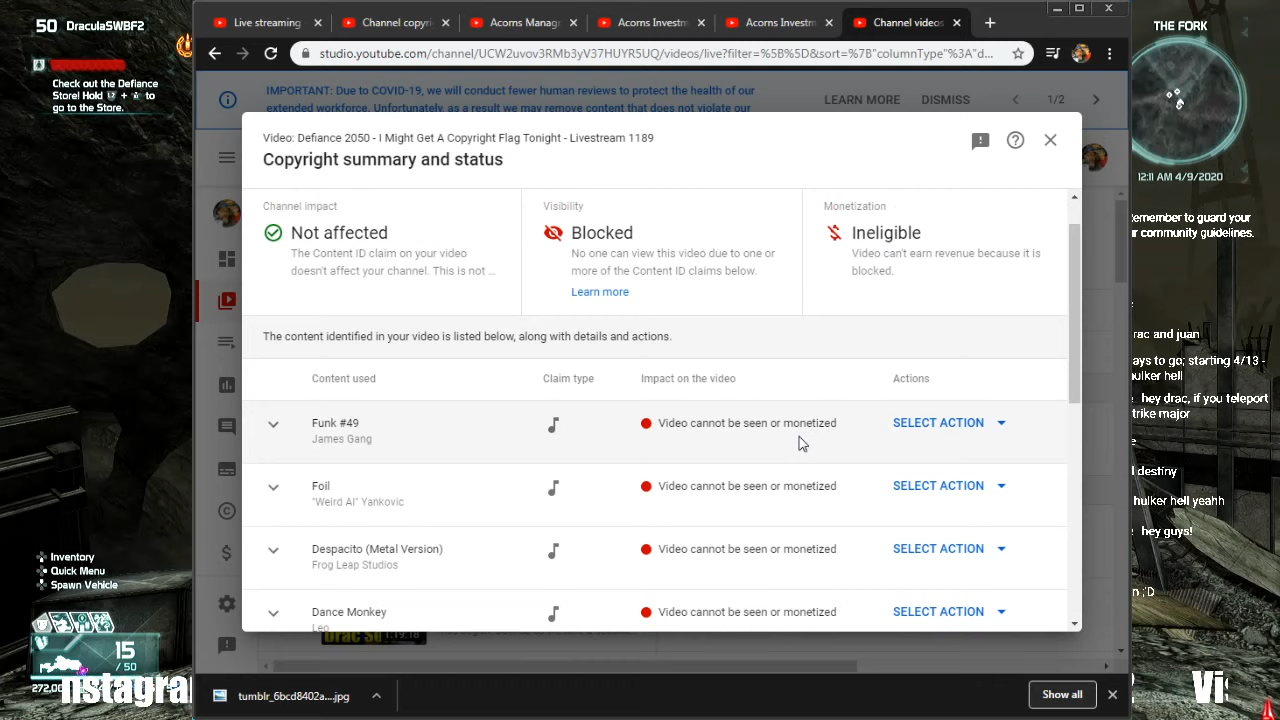 50 DraculaSWBF2
Check out the Defiance
Store! Hold + to
go to the Store.
Live streaming
Channel copyri
Acorns Manag
Acorns Investm
Acorns Investm
Channel videos
studio.youtube.com/channel/UCW2uvov3RMb3yV37HUYR5UQ/videos/live?filter=%5B%5D&sort=%7B"columnType"%3A"d...
IMPORTANT: Due to COVID-19, we will conduct fewer human reviews to protect the health of our
extended workforce. Unfortunately, as a result we may remove content that does not violate our
LEARN MORE
DISMISS
1/2
THE FORK
12:11 AM 4/9/2020
Video: Defiance 2050 - I Might Get A Copyright Flag Tonight - Livestream 1189
Copyright summary and status
Channel impact
Not affected
The Content ID claim on your video
doesn't affect your channel. This is not ...
Visibility
Blocked
No one can view this video due to one or
more of the Content ID claims below.
Learn more
Monetization
Ineligible
Video can't earn revenue because it is
blocked.
The content identified in your video is listed below, along with details and actions.
Content used Claim type Impact on the video Actions
Funk #49 Video cannot be seen or monetized SELECT ACTION
James Gang
Foil Video cannot be seen or monetized SELECT ACTION
"Weird Al" Yankovic
Despacito (Metal Version) Video cannot be seen or monetized SELECT ACTION
Frog Leap Studios
Dance Monkey Video cannot be seen or monetized SELECT ACTION
Leo
emember to guard your
r community guidelines.
rac and juan
ays to go; starting 4/13 -
ulker hell
hey drac, if you teleport
trike major
destiny
hulker hell yeahh
hey guys!
n ;'D
Inventory
Quick Menu
Spawn Vehicle
15
/ 50
1:19:18
tumblr_6bcd8402a....jpg
Show all
nstagra
Vi